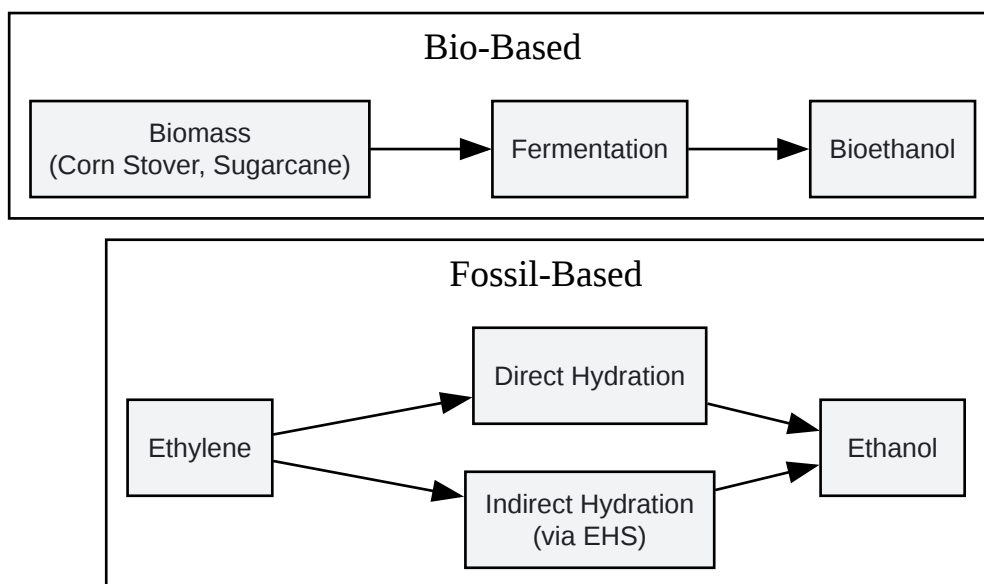 Bio-Based
Biomass
(Corn Stover, Sugarcane)
Fermentation
Bioethanol
Fossil-Based
Ethylene
Direct Hydration
Indirect Hydration
(via EHS)
Ethanol